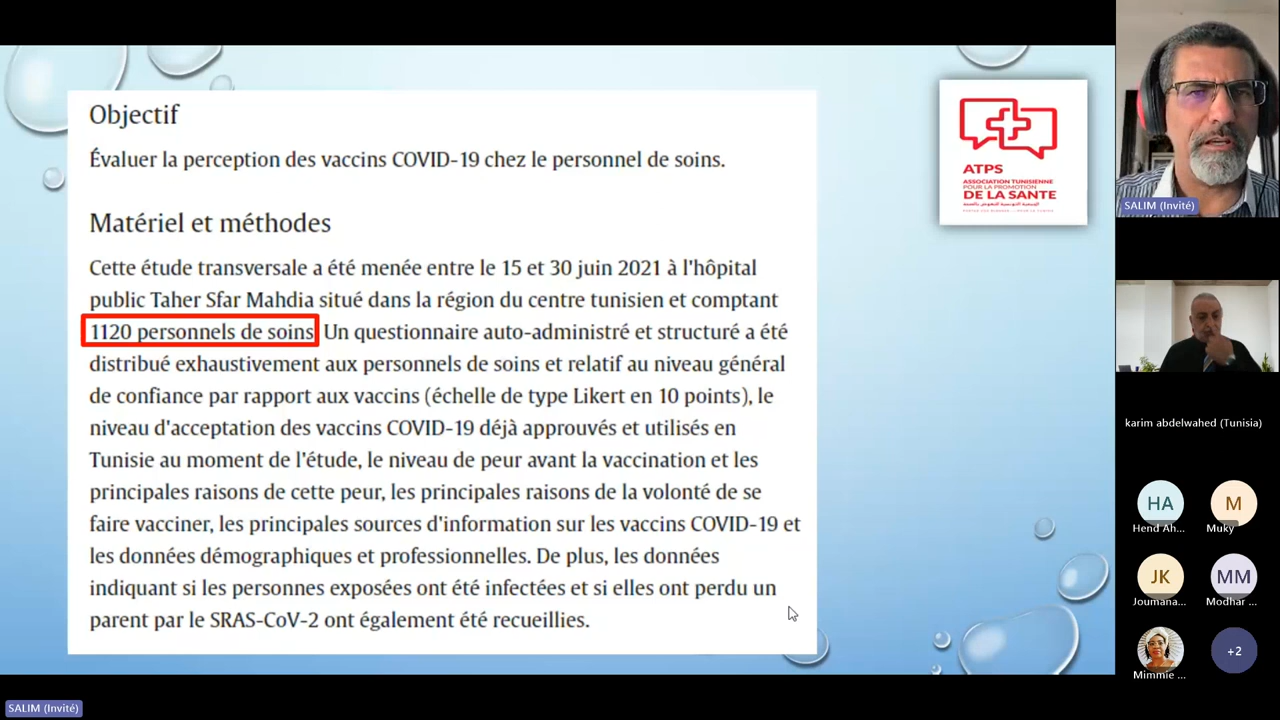 Objectif
Évaluer la perception des vaccins COVID-19 chez le personnel de soins.
Matériel et méthodes
Cette étude transversale a été menée entre le 15 et 30 juin 2021 à l'hôpital
public Taher Sfar Mahdia situé dans la région du centre tunisien et comptant
1120 personnels de soins. Un questionnaire auto-administré et structuré a été
distribué exhaustivement aux personnels de soins et relatif au niveau général
de confiance par rapport aux vaccins (échelle de type Likert en 10 points), le
niveau d'acceptation des vaccins COVID-19 déjà approuvés et utilisés en
Tunisie au moment de l'étude, le niveau de peur avant la vaccination et les
principales raisons de cette peur, les principales raisons de la volonté de se
faire vacciner, les principales sources d'information sur les vaccins COVID-19 et
les données démographiques et professionnelles. De plus, les données
indiquant si les personnes exposées ont été infectées et si elles ont perdu un
parent par le SRAS-CoV-2 ont également été recueillies.
ATPS
ASSOCIATION TUNISIENNE
POUR LA PROMOTION
DE LA SANTE
SALIM (Invité)
karim abdelwahed (Tunisia)
HA
Hend Ah...
M
Muky
JK
Joumana...
MM
Modhar ...
Mimmie ...
+2
SALIM (Invité)